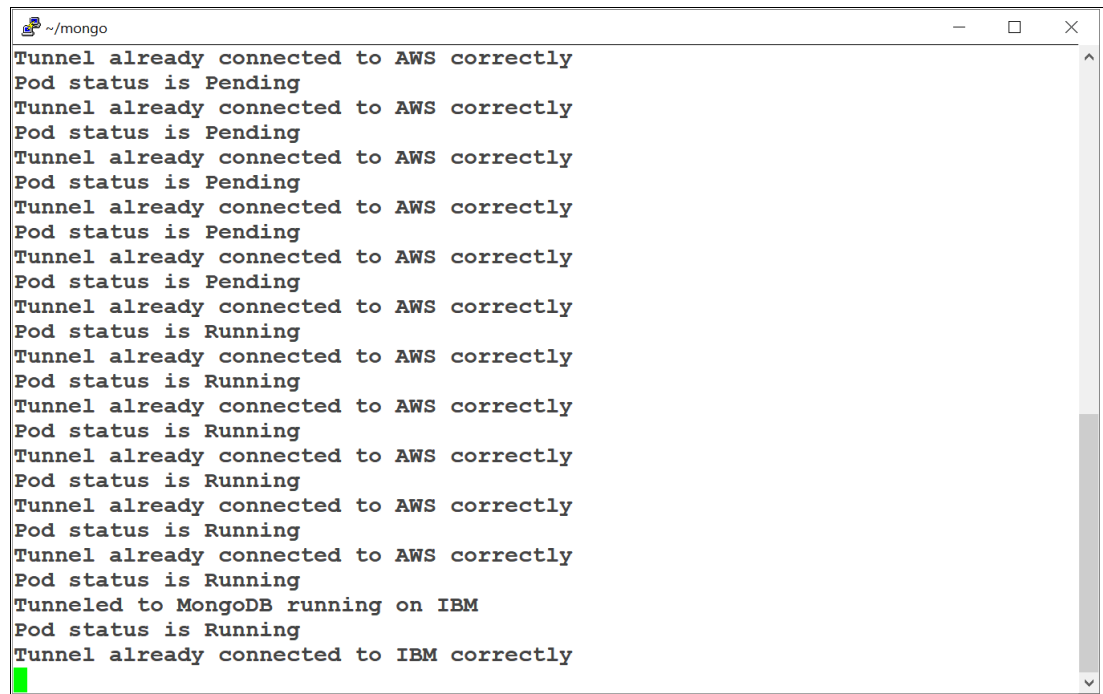 ~/mongo
Tunnel already connected to AWS correctly
Pod status is Pending
Tunnel already connected to AWS correctly
Pod status is Pending
Tunnel already connected to AWS correctly
Pod status is Pending
Tunnel already connected to AWS correctly
Pod status is Pending
Tunnel already connected to AWS correctly
Pod status is Pending
Tunnel already connected to AWS correctly
Pod status is Running
Tunnel already connected to AWS correctly
Pod status is Running
Tunnel already connected to AWS correctly
Pod status is Running
Tunnel already connected to AWS correctly
Pod status is Running
Tunnel already connected to AWS correctly
Pod status is Running
Tunnel already connected to AWS correctly
Pod status is Running
Tunneled to MongoDB running on IBM
Pod status is Running
Tunnel already connected to IBM correctly